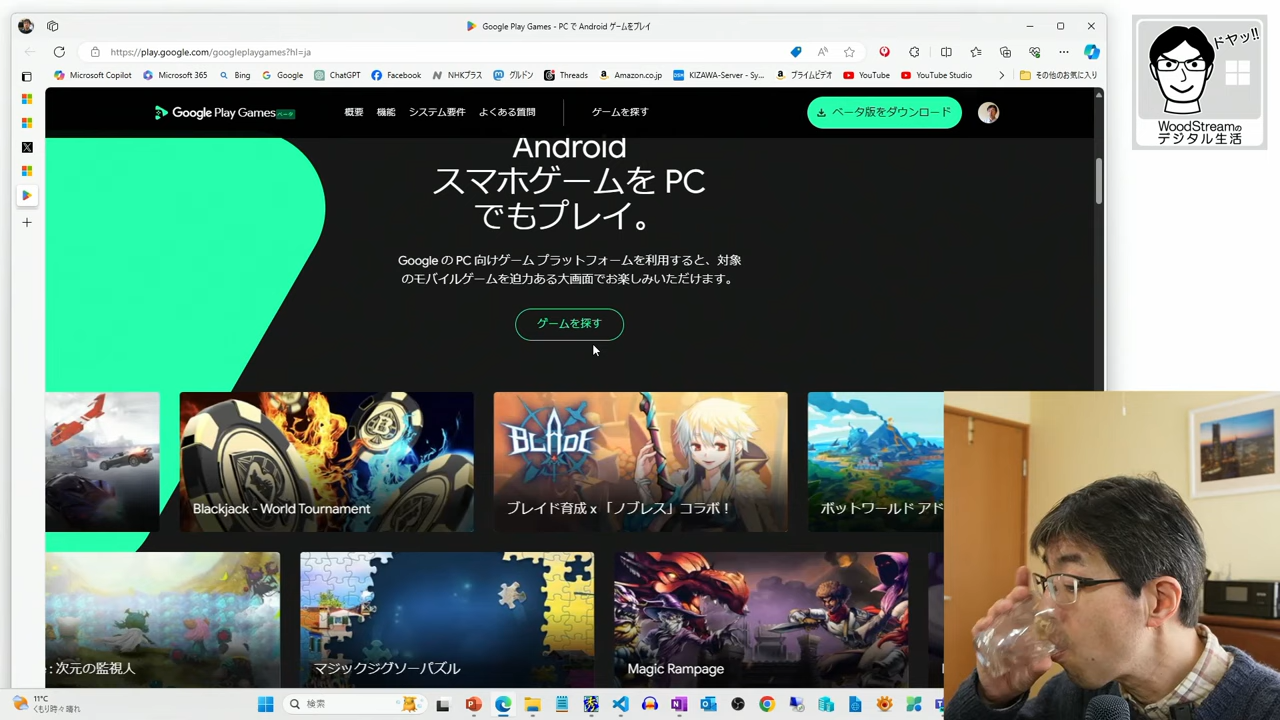 Google Play Games - PC で Android ゲームをプレイ
https://play.google.com/googleplaygames?hl=ja
Microsoft Copilot
Microsoft 365
Bing
Google
ChatGPT
Facebook
NHKプラス
グルドン
Threads
Amazon.co.jp
KIZAWA-Server - Sy...
プライムビデオ
YouTube
YouTube Studio
その他のお気に入り
Google Play Games ベータ
概要
機能
システム要件
よくある質問
ゲームを探す
ベータ版をダウンロード
Android
スマホゲームを PC
でもプレイ。
Google の PC 向けゲーム プラットフォームを利用すると、対象
のモバイルゲームを迫力ある大画面でお楽しみいただけます。
ゲームを探す
BLADE
Blackjack - World Tournament
ブレイド育成 x 「ノブレス」コラボ！
ボットワールド アド
: 次元の監視人
マジックジグソーパズル
Magic Rampage
11°C
くもり時々晴れ
検索
ドヤッ!!
WoodStreamの
デジタル生活